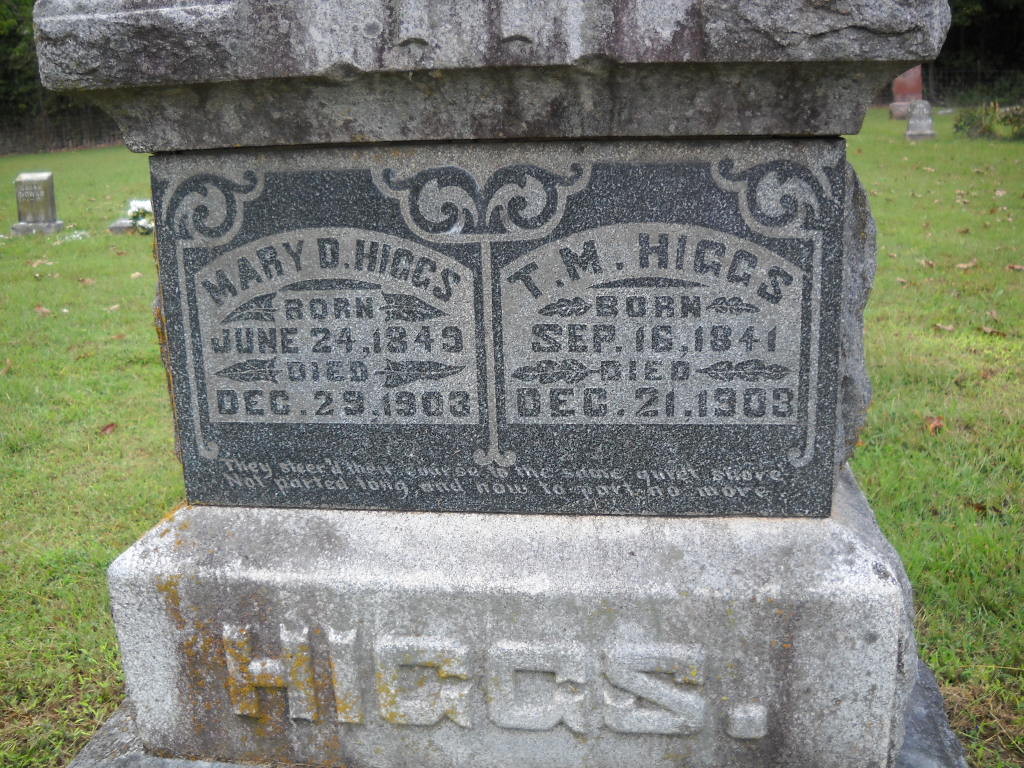 MARY D. HIGGS
BORN
JUNE 24, 1849
DIED
DEC. 29, 1903
T. M. HIGGS
BORN
SEP. 16, 1841
DIED
DEC. 21, 1903
They steer'd their course to the same quiet shore
Not parted long, and now to part no more.
HIGGS.